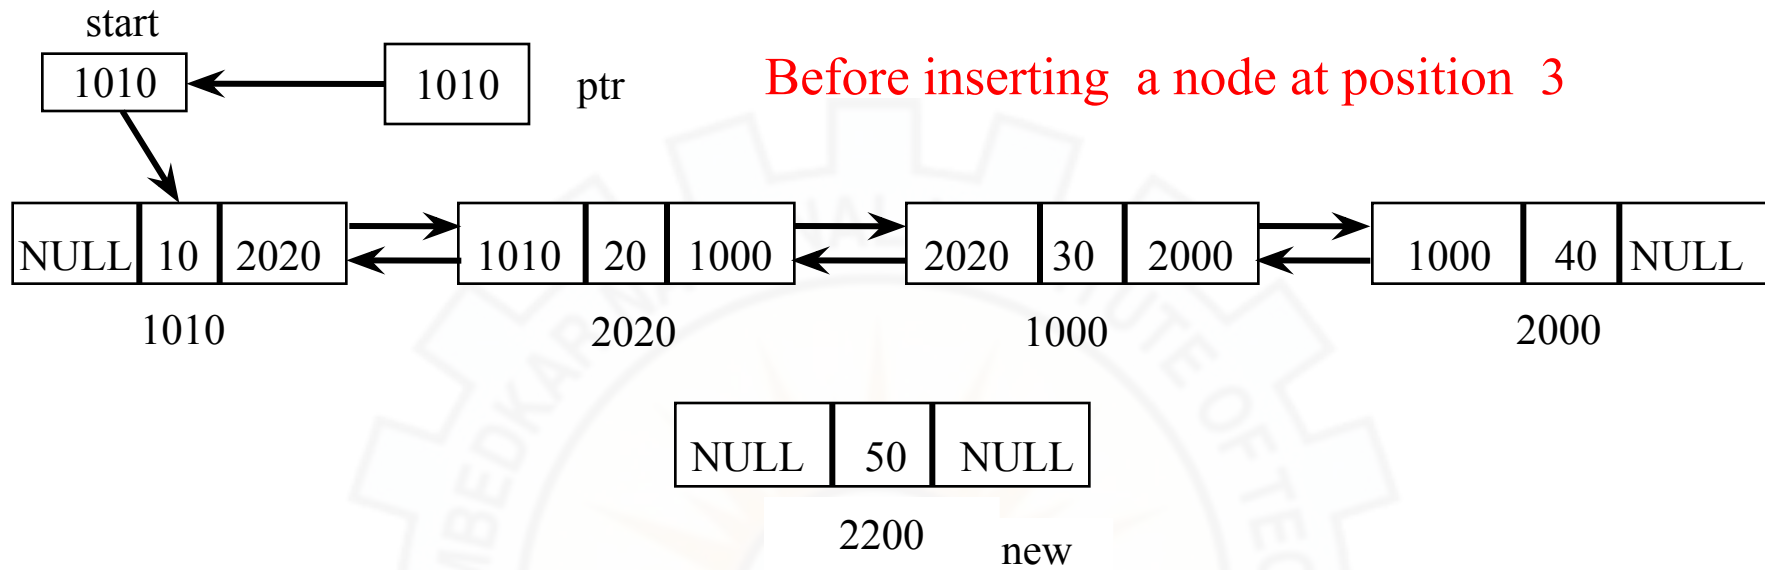 start
1010 1010 ptr Before inserting a node at position 3
NULL 10 2020 1010 20 1000 2020 30 2000 1000 40 NULL
1010 2020 1000 2000
NULL 50 NULL
2200 new